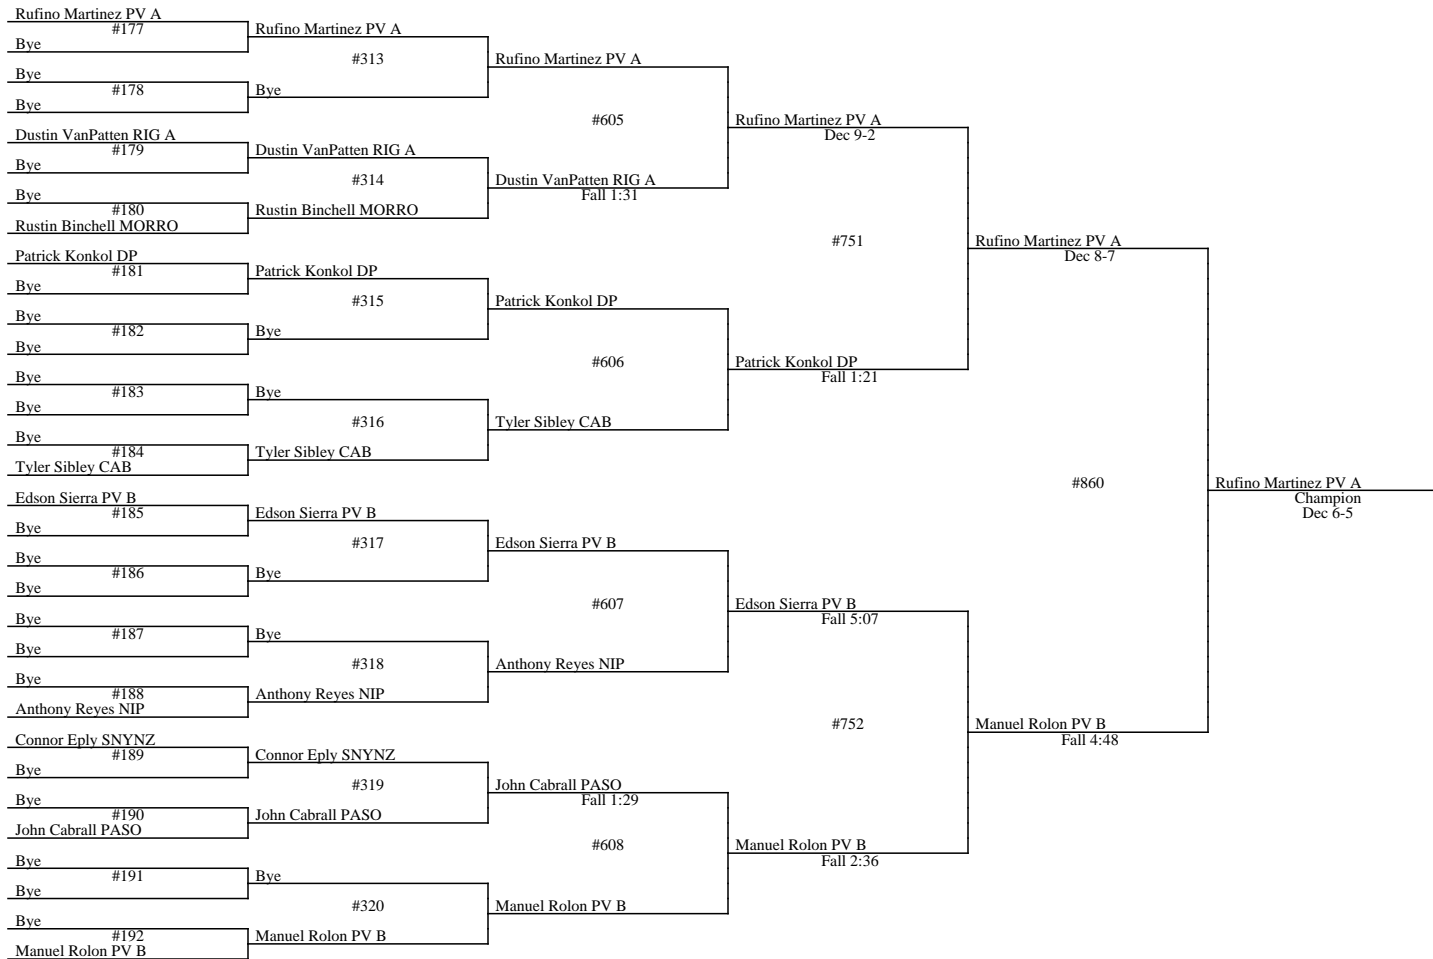 Rufino Martinez PV A
#177
Bye
Bye
#178
Bye
Dustin VanPatten RIG A
#179
Bye
Bye
#180
Rustin Binchell MORRO
Patrick Konkol DP
#181
Bye
Bye
#182
Bye
Bye
#183
Bye
Bye
#184
Tyler Sibley CAB
Edson Sierra PV B
#185
Bye
Bye
#186
Bye
Bye
#187
Bye
Bye
#188
Anthony Reyes NIP
Connor Eply SNYNZ
#189
Bye
Bye
#190
John Cabrall PASO
Bye
#191
Bye
Bye
#192
Manuel Rolon PV B
Rufino Martinez PV A
#313
Bye
Dustin VanPatten RIG A
#314
Rustin Binchell MORRO
Patrick Konkol DP
#315
Bye
Bye
#316
Tyler Sibley CAB
Edson Sierra PV B
#317
Bye
Bye
#318
Anthony Reyes NIP
Connor Eply SNYNZ
#319
John Cabrall PASO
Bye
#320
Manuel Rolon PV B
Rufino Martinez PV A
#605
Dustin VanPatten RIG A
Fall 1:31
Patrick Konkol DP
#606
Tyler Sibley CAB
Edson Sierra PV B
#607
Anthony Reyes NIP
John Cabrall PASO
Fall 1:29
#608
Manuel Rolon PV B
Rufino Martinez PV A
Dec 9-2
#751
Patrick Konkol DP
Fall 1:21
Edson Sierra PV B
Fall 5:07
#752
Manuel Rolon PV B
Fall 2:36
Rufino Martinez PV A
Dec 8-7
#860
Manuel Rolon PV B
Fall 4:48
Rufino Martinez PV A
Champion
Dec 6-5